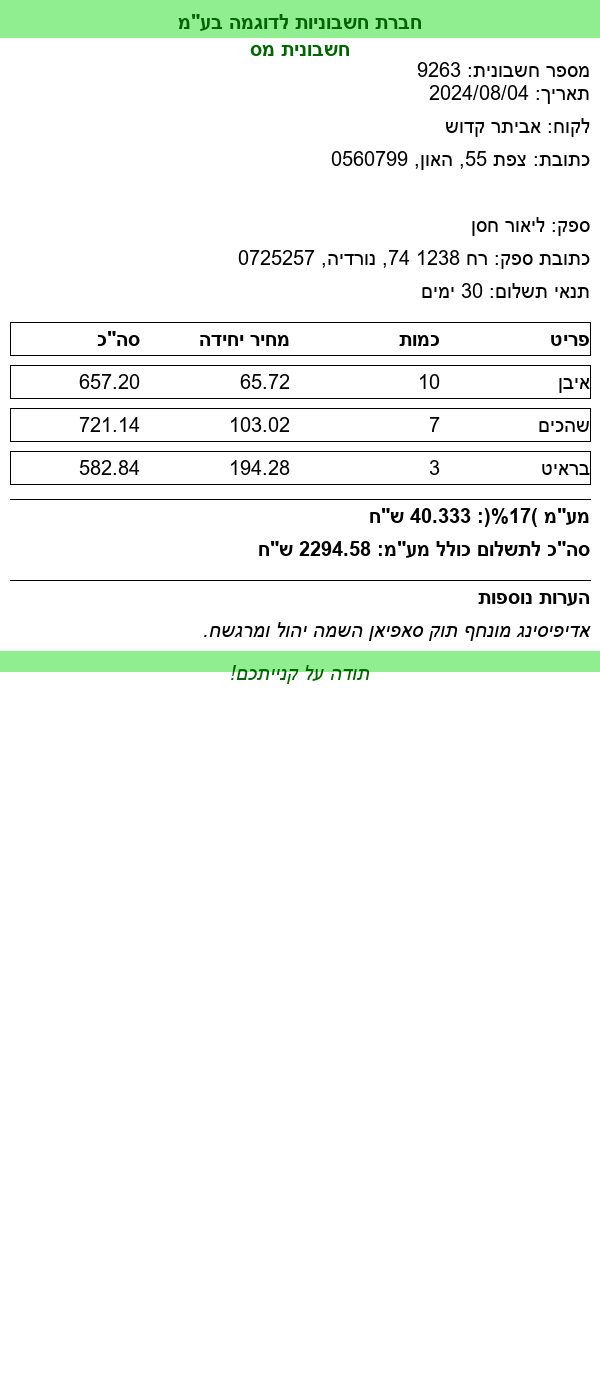 חברת חשבוניות לדוגמה בע"מ
חשבונית מס
מספר חשבונית: 9263
תאריך: 2024/08/04
לקוח: אביתר קדוש
כתובת: צפת 55, האון, 0560799
ספק: ליאור חסן
כתובת ספק: רח 1238 74, נורדיה, 0725257
תנאי תשלום: 30 ימים
פריט כמות מחיר יחידה סה"כ
איבן 10 65.72 657.20
שהכים 7 103.02 721.14
בראיט 3 194.28 582.84
מע"מ )17%(: 40.333 ש"ח
סה"כ לתשלום כולל מע"מ: 2294.58 ש"ח
הערות נוספות
אדיפיסינג מונחף תוק סאפיאן השמה יהול ומרגשח.
תודה על קנייתכם!